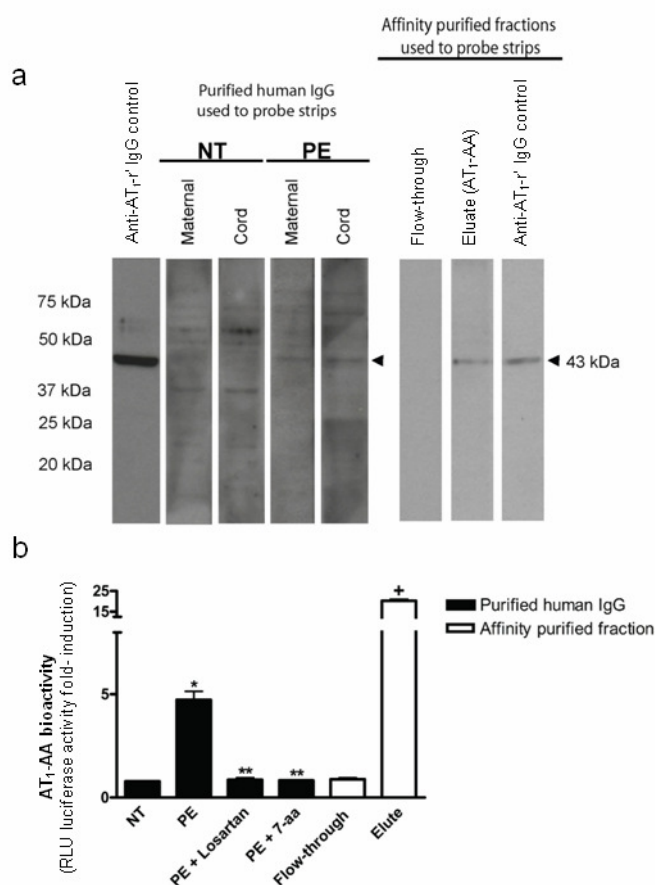 Affinity purified fractions
used to probe strips
a
Purified human IgG
used to probe strips
NT
PE
Anti-AT₁-r' IgG control
Maternal
Cord
Maternal
Cord
Flow-through
Eluate (AT₁-AA)
Anti-AT₁-r' IgG control
75 kDa
50 kDa
37 kDa
25 kDa
20 kDa
43 kDa
b
AT₁-AA bioactivity
(RLU luciferase activity fold- induction)
25
15
5
0
*
**
**
+
Purified human IgG
Affinity purified fraction
NT
PE
PE + Losartan
PE + 7-aa
Flow-through
Elute